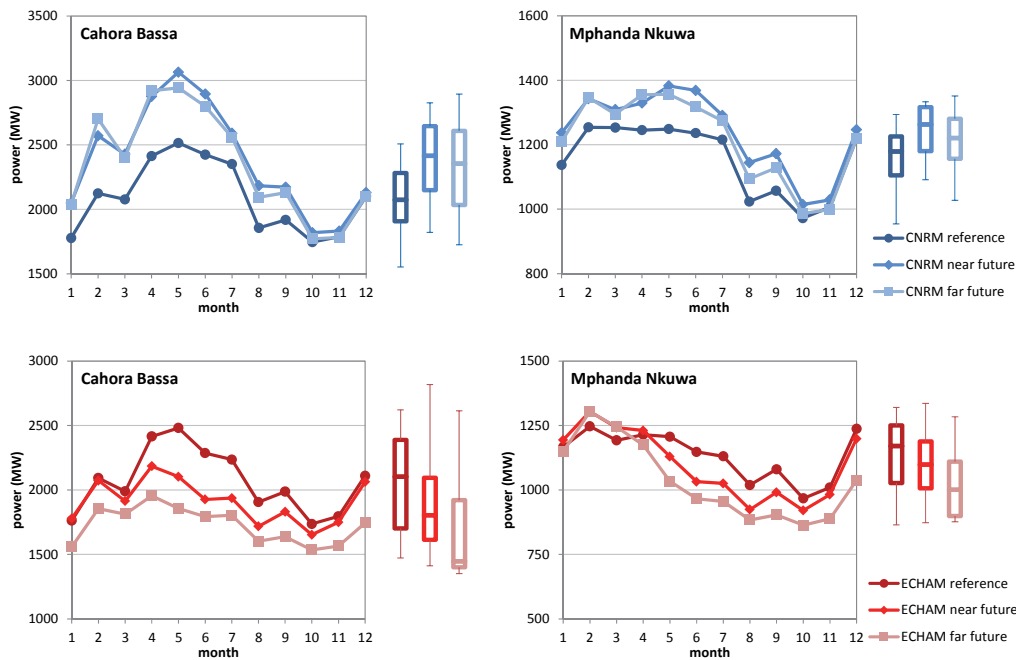 Cahora Bassa
power (MW)
3500
3000
2500
2000
1500
1 2 3 4 5 6 7 8 9 10 11 12
month
Mphanda Nkuwa
power (MW)
1600
1400
1200
1000
800
1 2 3 4 5 6 7 8 9 10 11 12
month
CNRM reference
CNRM near future
CNRM far future
Cahora Bassa
power (MW)
3000
2500
2000
1500
1000
1 2 3 4 5 6 7 8 9 10 11 12
month
Mphanda Nkuwa
power (MW)
1500
1250
1000
750
500
1 2 3 4 5 6 7 8 9 10 11 12
month
ECHAM reference
ECHAM near future
ECHAM far future